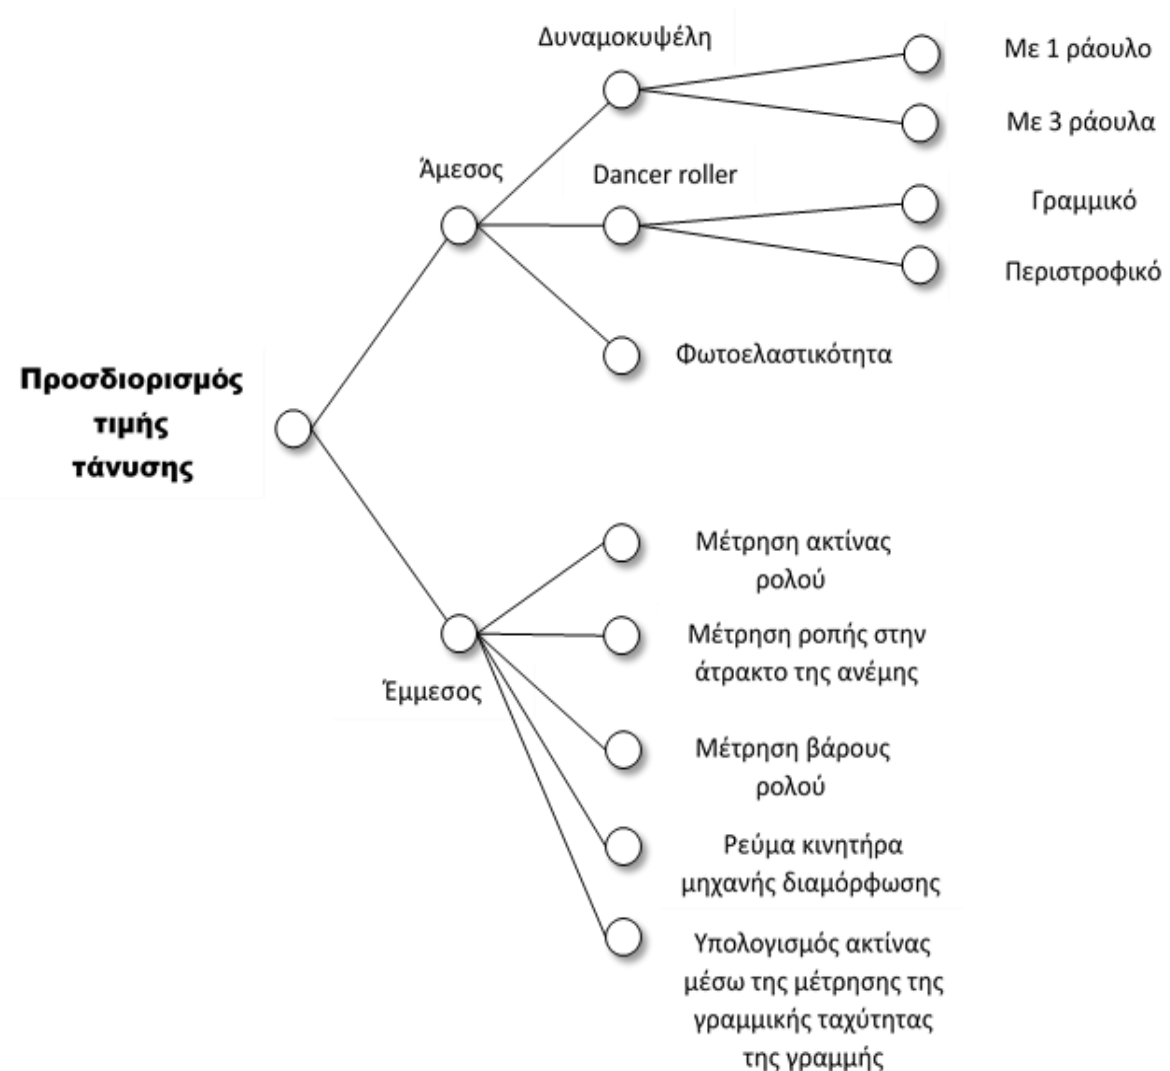 Δυναμοκυψέλη
Με 1 ράουλο
Με 3 ράουλα
Άμεσος
Dancer roller
Γραμμικό
Περιστροφικό
Φωτοελαστικότητα
Προσδιορισμός
τιμής
τάνυσης
Μέτρηση ακτίνας
ρολού
Μέτρηση ροπής στην
άτρακτο της ανέμης
Έμμεσος
Μέτρηση βάρους
ρολού
Ρεύμα κινητήρα
μηχανής διαμόρφωσης
Υπολογισμός ακτίνας
μέσω της μέτρησης της
γραμμικής ταχύτητας
της γραμμής